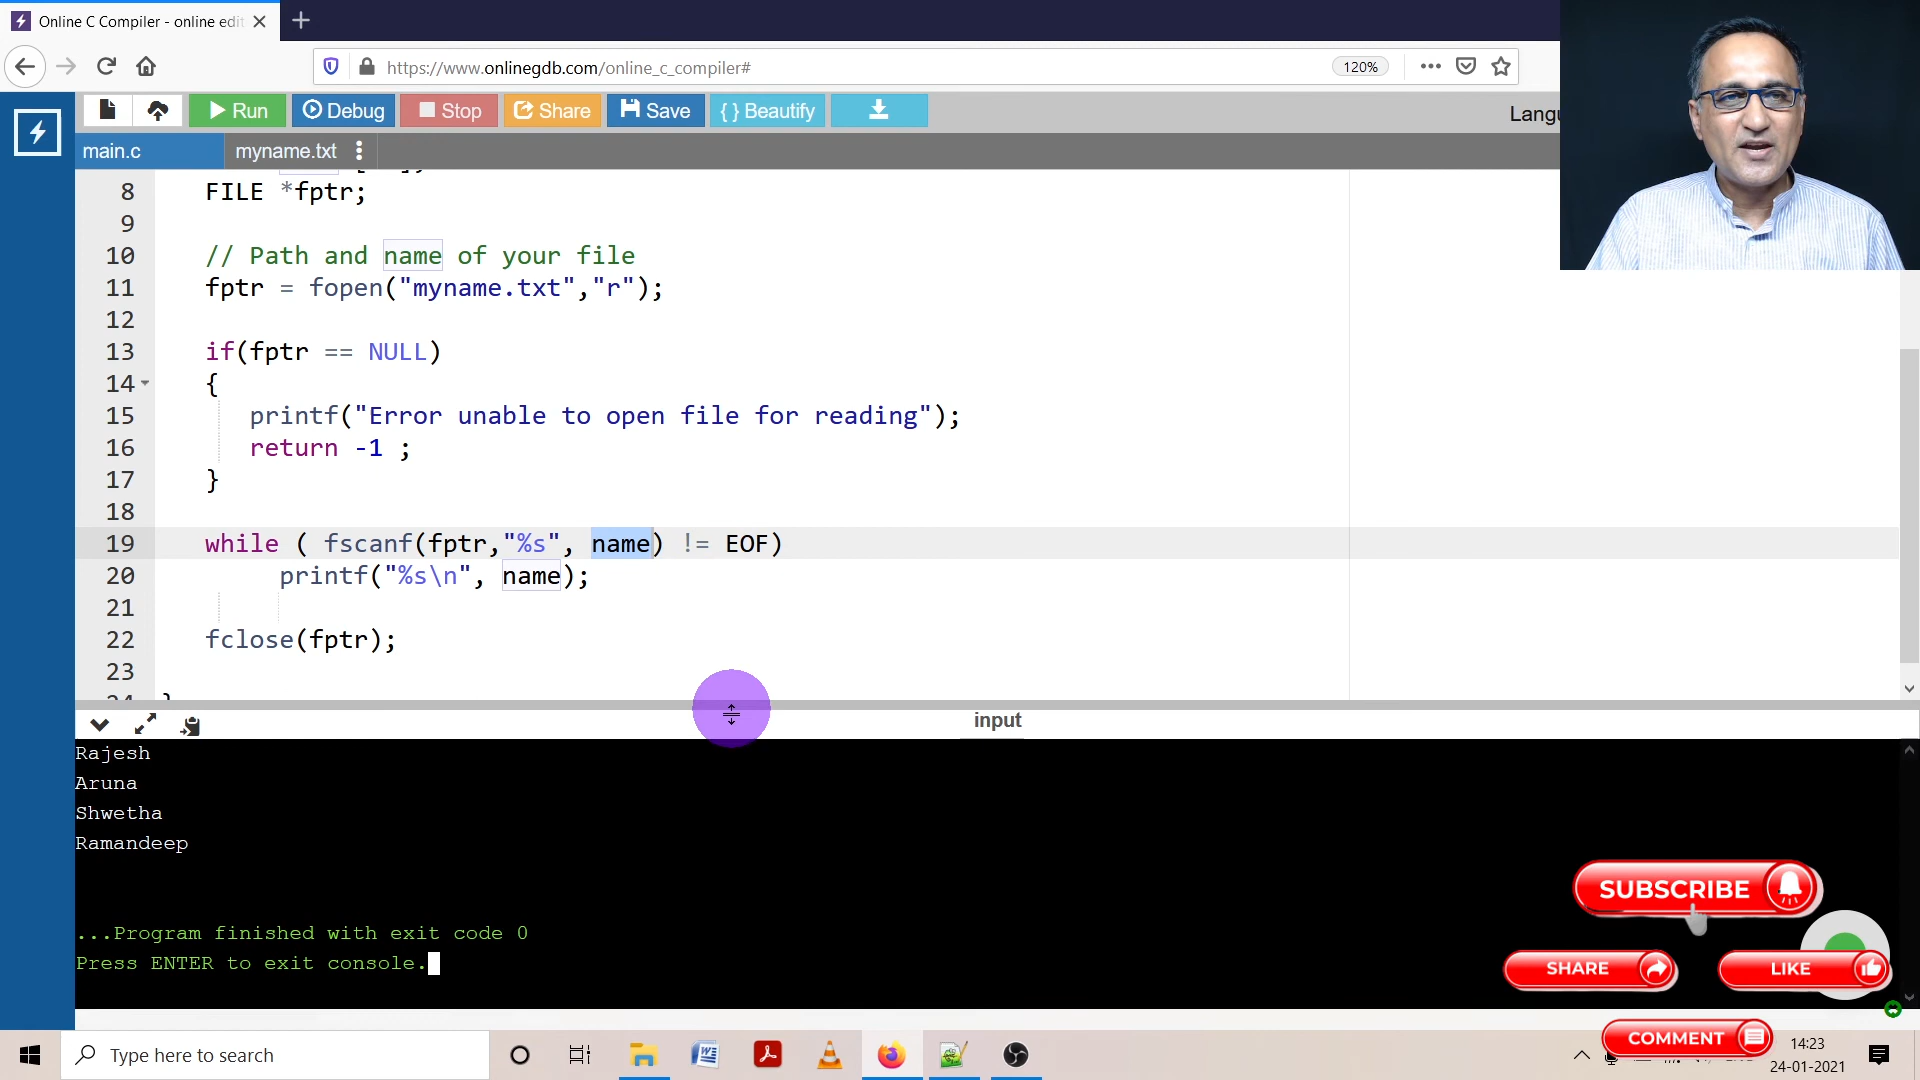 Online C Compiler - online edit
https://www.onlinegdb.com/online_c_compiler#
120%
Run
Debug
Stop
Share
Save
{ } Beautify
Langu
main.c
myname.txt
8 FILE *fptr;
9
10 // Path and name of your file
11 fptr = fopen("myname.txt","r");
12
13 if(fptr == NULL)
14 {
15 printf("Error unable to open file for reading");
16 return -1 ;
17 }
18
19 while ( fscanf(fptr,"%s", name) != EOF)
20 printf("%s\n", name);
21
22 fclose(fptr);
23
input
Rajesh
Aruna
Shwetha
Ramandeep
...Program finished with exit code 0
Press ENTER to exit console.
SUBSCRIBE
SHARE
LIKE
COMMENT
Type here to search
14:23
24-01-2021